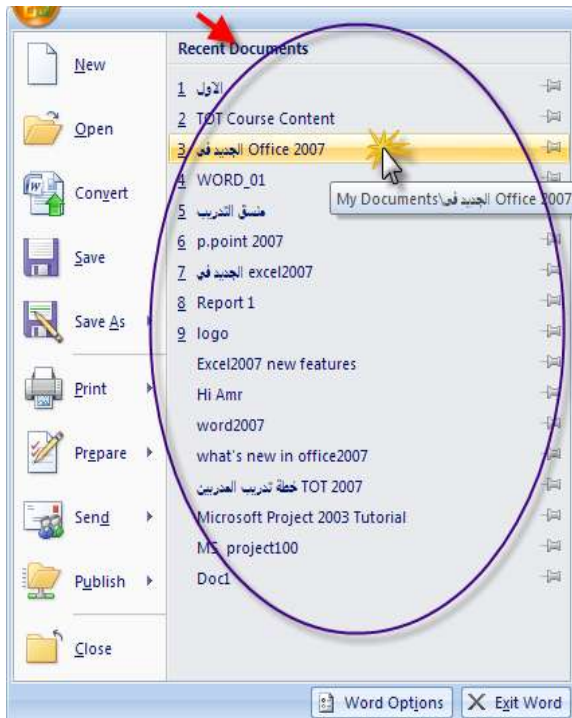 New
Open
Convert
Save
Save As
Print
Prepare
Send
Publish
Close
Recent Documents
1 الاول
2 TOT Course Content
3 الجديد فى Office 2007
4 WORD_01
My Documents\الجديد فى Office 2007
5 منسق التدريب
6 p.point 2007
7 الجديد في excel2007
8 Report 1
9 logo
Excel2007 new features
Hi Amr
word2007
what's new in office2007
خطة تدريب المدربين TOT 2007
Microsoft Project 2003 Tutorial
MS_project100
Doc1
Word Options
Exit Word